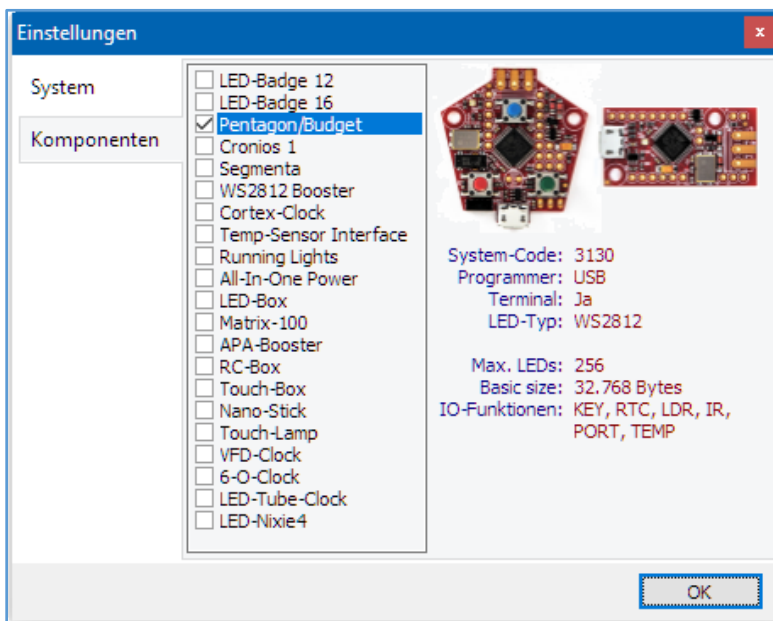 Einstellungen
x
System
Komponenten
LED-Badge 12
LED-Badge 16
Pentagon/Budget
Cronios 1
Segmenta
WS2812 Booster
Cortex-Clock
Temp-Sensor Interface
Running Lights
All-In-One Power
LED-Box
Matrix-100
APA-Booster
RC-Box
Touch-Box
Nano-Stick
Touch-Lamp
VFD-Clock
6-O-Clock
LED-Tube-Clock
LED-Nixie4
System-Code: 3130
Programmer: USB
Terminal: Ja
LED-Typ: WS2812
Max. LEDs: 256
Basic size: 32.768 Bytes
IO-Funktionen: KEY, RTC, LDR, IR,
PORT, TEMP
OK